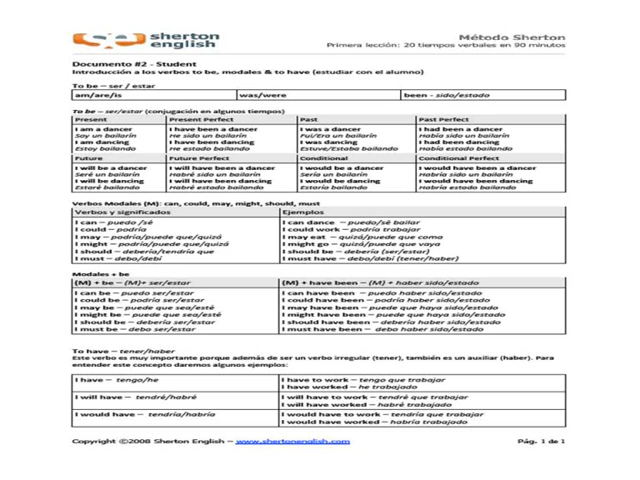 sherton
english
Método Sherton
Primera lección: 20 tiempos verbales en 90 minutos
Documento #2 - Student
Introducción a los verbos to be, modales & to have (estudiar con el alumno)
To be – ser / estar
am/are/is was/were been - sido/estado
To be – ser/estar (conjugación en algunos tiempos)
Present Present Perfect Past Past Perfect
I am a dancer I have been a dancer I was a dancer I had been a dancer
Soy un bailarín He sido un bailarín Fui/Era un bailarín Había sido un bailarín
I am dancing I have been dancing I was dancing I had been dancing
Estoy bailando He estado bailando Estuve/Estaba bailando Había estado bailando
Future Future Perfect Conditional Conditional Perfect
I will be a dancer I will have been a dancer I would be a dancer I would have been a dancer
Seré un bailarín Habré sido un bailarín Sería un bailarín Habría sido un bailarín
I will be dancing I will have been dancing I would be dancing I would have been dancing
Estaré bailando Habré estado bailando Estaría bailando Habría estado bailando
Verbos Modales (M): can, could, may, might, should, must
Verbos y significados Ejemplos
I can – puedo /sé I can dance – puedo/sé bailar
I could – podría I could work – podría trabajar
I may – podría/puede que/quizá I may eat – quizá/puede que coma
I might – podría/puede que/quizá I might go – quizá/puede que vaya
I should – debería/tendría que I should be – debería ser/(estar)
I must – debo/debí I must have – debo/debí (tener/haber)
Modales + be
(M) + be – (M)+ ser/estar (M) + have been – (M) + haber sido/estado
I can be – puedo ser/estar I can have been – puedo haber sido/estado
I could be – podría ser/estar I could have been – podría haber sido/estado
I may be – puede que sea/esté I may have been – puede haber sido/estado
I might be – puede que sea/esté I might have been – puede haber sido/estado
I should be – debería ser/estar I should have been – debería haber sido/estado
I must be – debo ser/estar I must have been – debo haber sido/estado
To have – tener/haber
Este verbo es muy importante porque además de ser un verbo irregular (tener), también es un auxiliar (haber). Para
entender este concepto daremos algunos ejemplos:
I have – tengo/he I have to work – tengo que trabajar
I have worked – he trabajado
I will have – tendré/habré I will have to work – tendré que trabajar
I will have worked – habré trabajado
I would have – tendría/habría I would have to work – tendría que trabajar
I would have worked – habría trabajado
Copyright ©2008 Sherton English – www.shertonenglish.com Pág. 1 de 1